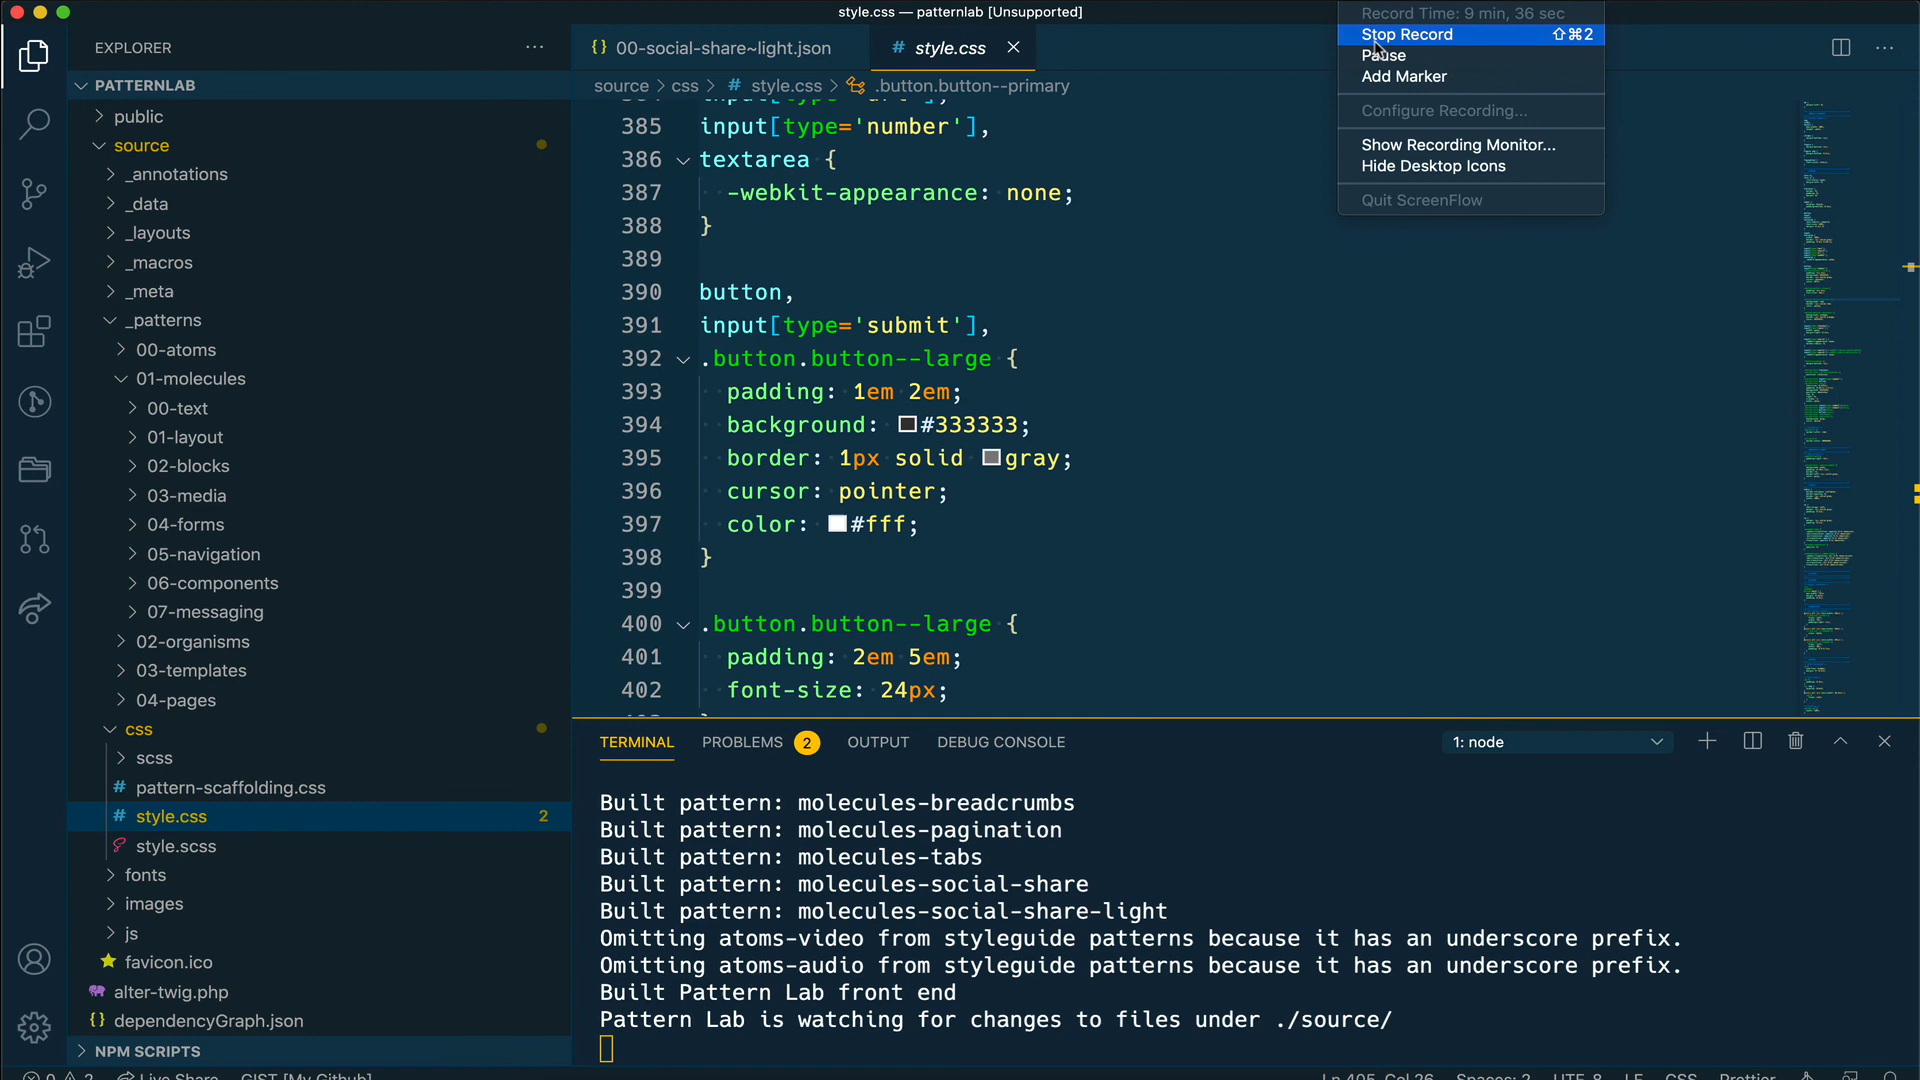 style.css — patternlab [Unsupported]
Record Time: 9 min, 36 sec
Stop Record ⇧⌘2
Pause
Add Marker
Configure Recording...
Show Recording Monitor...
Hide Desktop Icons
Quit ScreenFlow
EXPLORER
PATTERNLAB
public
source
_annotations
_data
_layouts
_macros
_meta
_patterns
00-atoms
01-molecules
00-text
01-layout
02-blocks
03-media
04-forms
05-navigation
06-components
07-messaging
02-organisms
03-templates
04-pages
css
scss
# pattern-scaffolding.css
# style.css 2
style.scss
fonts
images
js
favicon.ico
alter-twig.php
{} dependencyGraph.json
NPM SCRIPTS
{} 00-social-share~light.json
# style.css
source > css > # style.css > .button.button--primary
385 input[type='number'],
386 textarea {
387 -webkit-appearance: none;
388 }
389
390 button,
391 input[type='submit'],
392 .button.button--large {
393 padding: 1em 2em;
394 background: #333333;
395 border: 1px solid gray;
396 cursor: pointer;
397 color: #fff;
398 }
399
400 .button.button--large {
401 padding: 2em 5em;
402 font-size: 24px;
TERMINAL PROBLEMS 2 OUTPUT DEBUG CONSOLE 1: node
Built pattern: molecules-breadcrumbs
Built pattern: molecules-pagination
Built pattern: molecules-tabs
Built pattern: molecules-social-share
Built pattern: molecules-social-share-light
Omitting atoms-video from styleguide patterns because it has an underscore prefix.
Omitting atoms-audio from styleguide patterns because it has an underscore prefix.
Built Pattern Lab front end
Pattern Lab is watching for changes to files under ./source/
0 2 Live Share GIST [My Github] Ln 405, Col 26 Spaces: 2 UTF-8 LF CSS Prettier